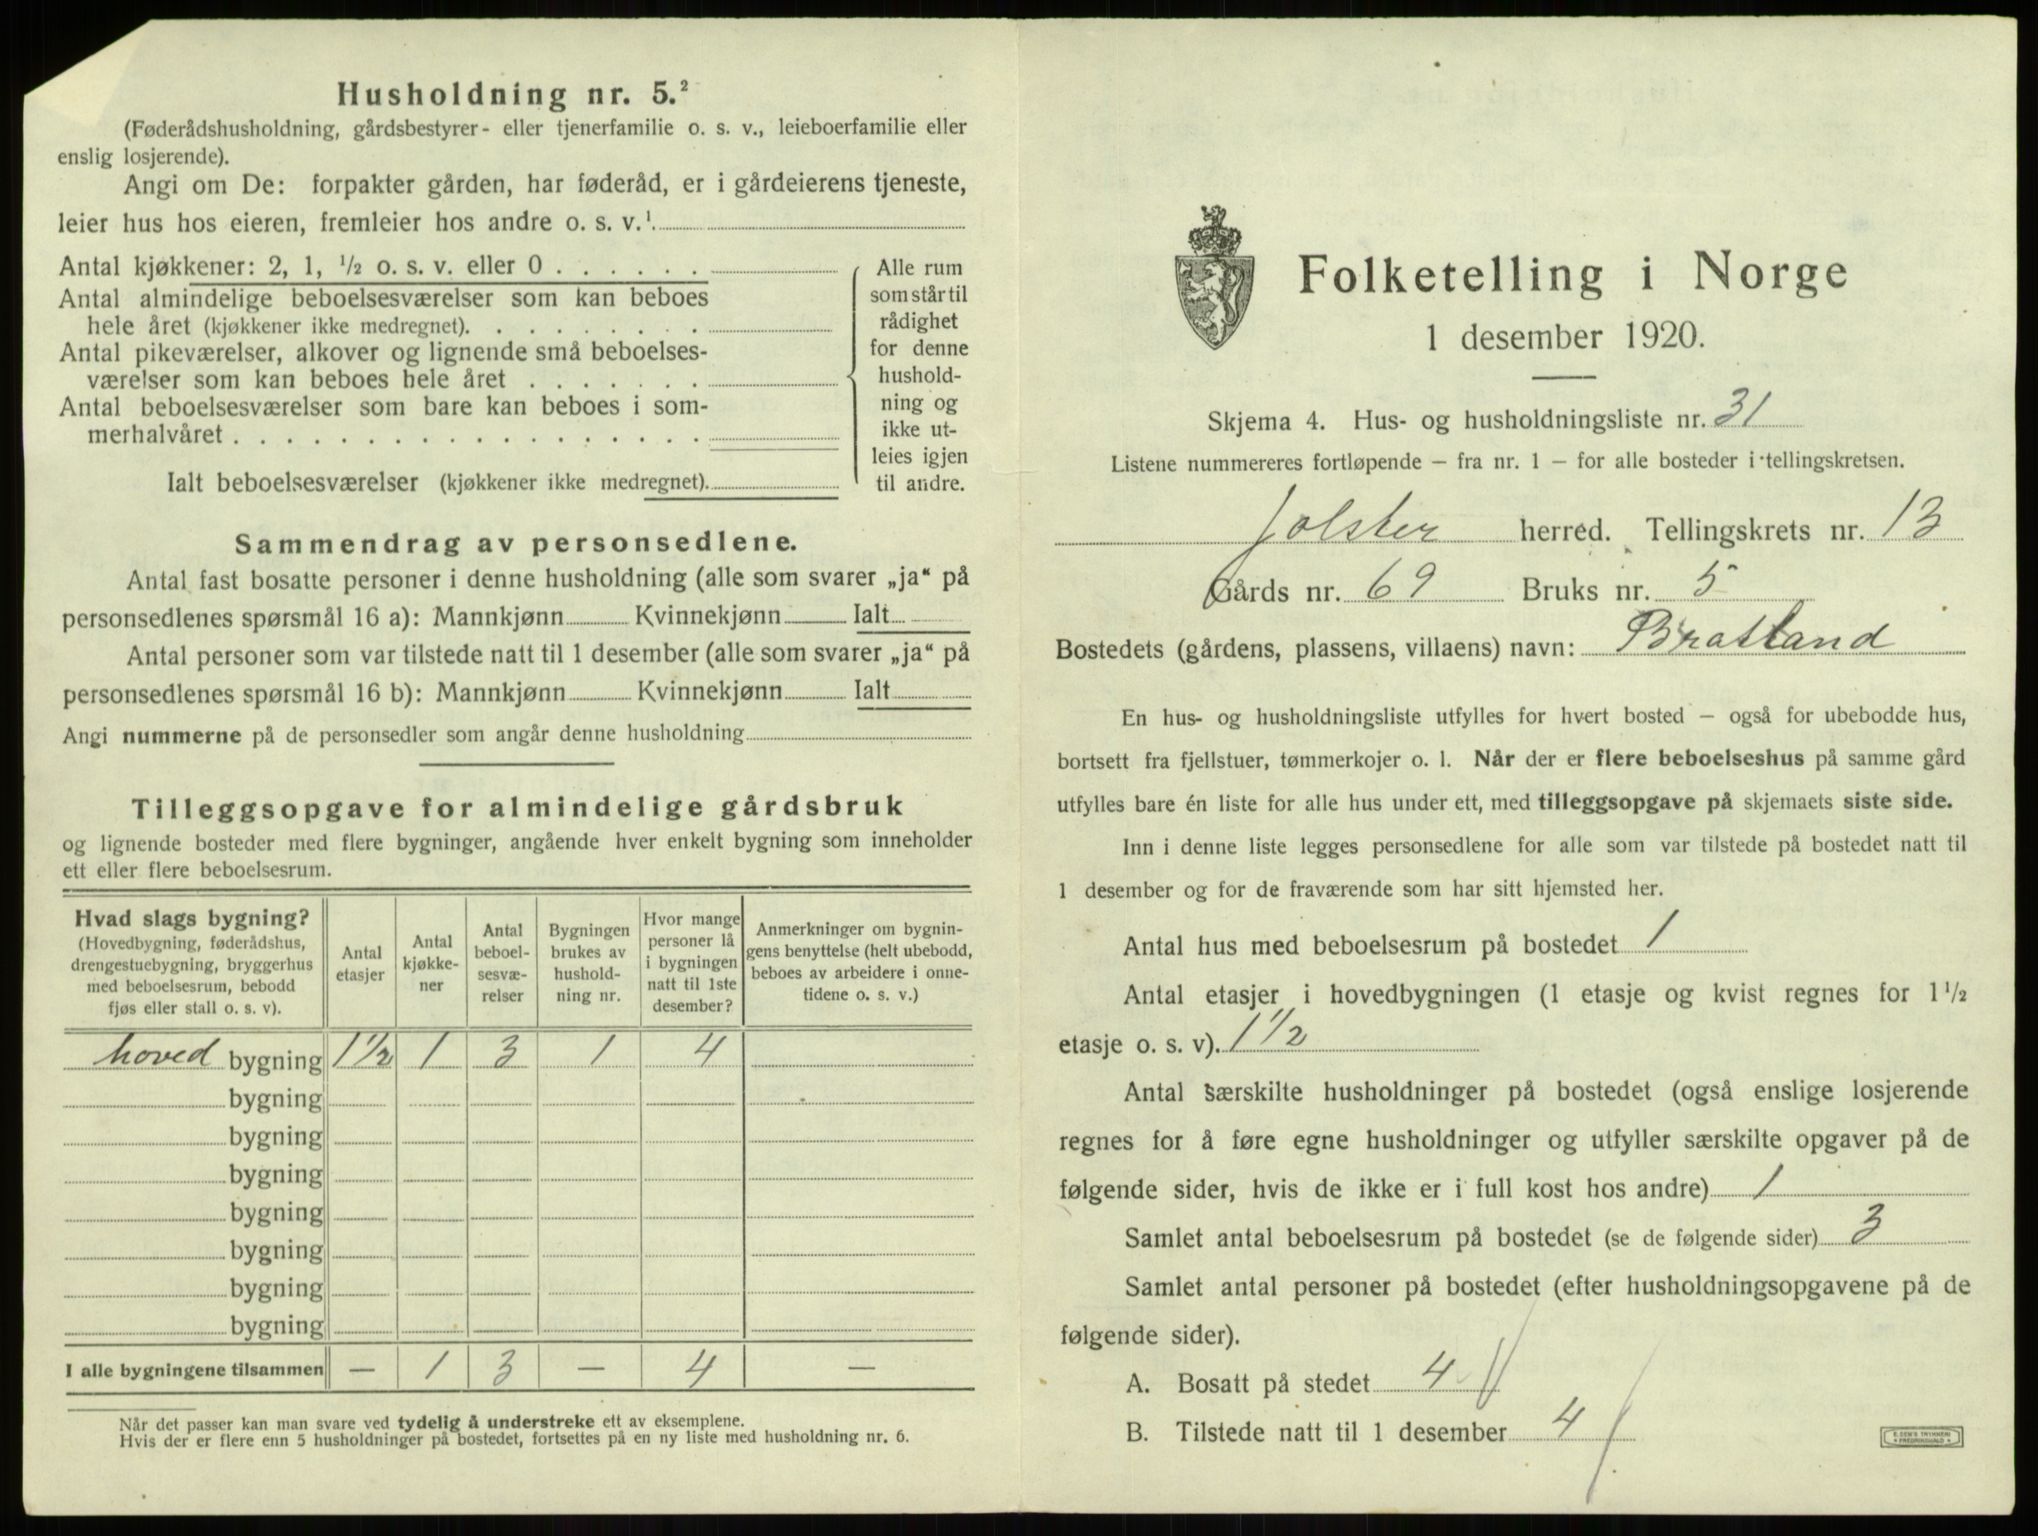 Husholdning nr. 5.²
(Føderådshusholdning, gårdsbestyrer- eller tjenerfamilie o. s. v., leieboerfamilie eller
enslig losjerende).
Angi om De: forpakter gården, har føderåd, er i gårdeierens tjeneste,
leier hus hos eieren, fremleier hos andre o. s. v.¹
Antal kjøkkener: 2, 1, ½ o. s. v. eller 0 . . . . . .
Antal almindelige beboelsesværelser som kan beboes
hele året (kjøkkener ikke medregnet). . . . . . . . .
Antal pikeværelser, alkover og lignende små beboelses-
værelser som kan beboes hele året . . . . . . .
Antal beboelsesværelser som bare kan beboes i som-
merhalvåret . . . . . . . . . . . . . . . . . .
Ialt beboelsesværelser (kjøkkener ikke medregnet).
Alle rum
som står til
rådighet
for denne
hushold-
ning og
ikke ut-
leies igjen
til andre.
Sammendrag av personsedlene.
Antal fast bosatte personer i denne husholdning (alle som svarer „ja“ på
personsedlenes spørsmål 16 a): Mannkjønn Kvinnekjønn Ialt
Antal personer som var tilstede natt til 1 desember (alle som svarer „ja“ på
personsedlenes spørsmål 16 b): Mannkjønn Kvinnekjønn Ialt
Angi nummerne på de personsedler som angår denne husholdning
Tilleggsopgave for almindelige gårdsbruk
og lignende bosteder med flere bygninger, angående hver enkelt bygning som inneholder
ett eller flere beboelsesrum.
Hvad slags bygning?
(Hovedbygning, føderådshus,
drengestuebygning, bryggerhus
med beboelsesrum, bebodd
fjøs eller stall o. s. v).
Antal
etasjer
Antal
kjøkke-
ner
Antal
beboel-
sesvæ-
relser
Bygningen
brukes av
hushold-
ning nr.
Hvor mange
personer lå
i bygningen
natt til 1ste
desember?
Anmerkninger om bygnin-
gens benyttelse (helt ubebodd,
beboes av arbeidere i onne-
tidene o. s. v.)
hoved bygning 1½ 1 3 1 4
bygning
bygning
bygning
bygning
bygning
bygning
bygning
I alle bygningene tilsammen — 1 3 — 4 —
Når det passer kan man svare ved tydelig å understreke ett av eksemplene.
Hvis der er flere enn 5 husholdninger på bostedet, fortsettes på en ny liste med husholdning nr. 6.
Folketelling i Norge
1 desember 1920.
Skjema 4. Hus- og husholdningsliste nr. 31
Listene nummereres fortløpende – fra nr. 1 – for alle bosteder i tellingskretsen.
Jolster herred. Tellingskrets nr. 13
Gårds nr. 69 Bruks nr. 5
Bostedets (gårdens, plassens, villaens) navn: Bratland
En hus- og husholdningsliste utfylles for hvert bosted – også for ubebodde hus,
bortsett fra fjellstuer, tømmerkojer o. l. Når der er flere beboelseshus på samme gård
utfylles bare én liste for alle hus under ett, med tilleggsopgave på skjemaets siste side.
Inn i denne liste legges personsedlene for alle som var tilstede på bostedet natt til
1 desember og for de fraværende som har sitt hjemsted her.
Antal hus med beboelsesrum på bostedet 1
Antal etasjer i hovedbygningen (1 etasje og kvist regnes for 1½
etasje o. s. v). 1½
Antal særskilte husholdninger på bostedet (også enslige losjerende
regnes for å føre egne husholdninger og utfyller særskilte opgaver på de
følgende sider, hvis de ikke er i full kost hos andre) 1
Samlet antal beboelsesrum på bostedet (se de følgende sider) 3
Samlet antal personer på bostedet (efter husholdningsopgavene på de
følgende sider).
A. Bosatt på stedet 4
B. Tilstede natt til 1 desember 4